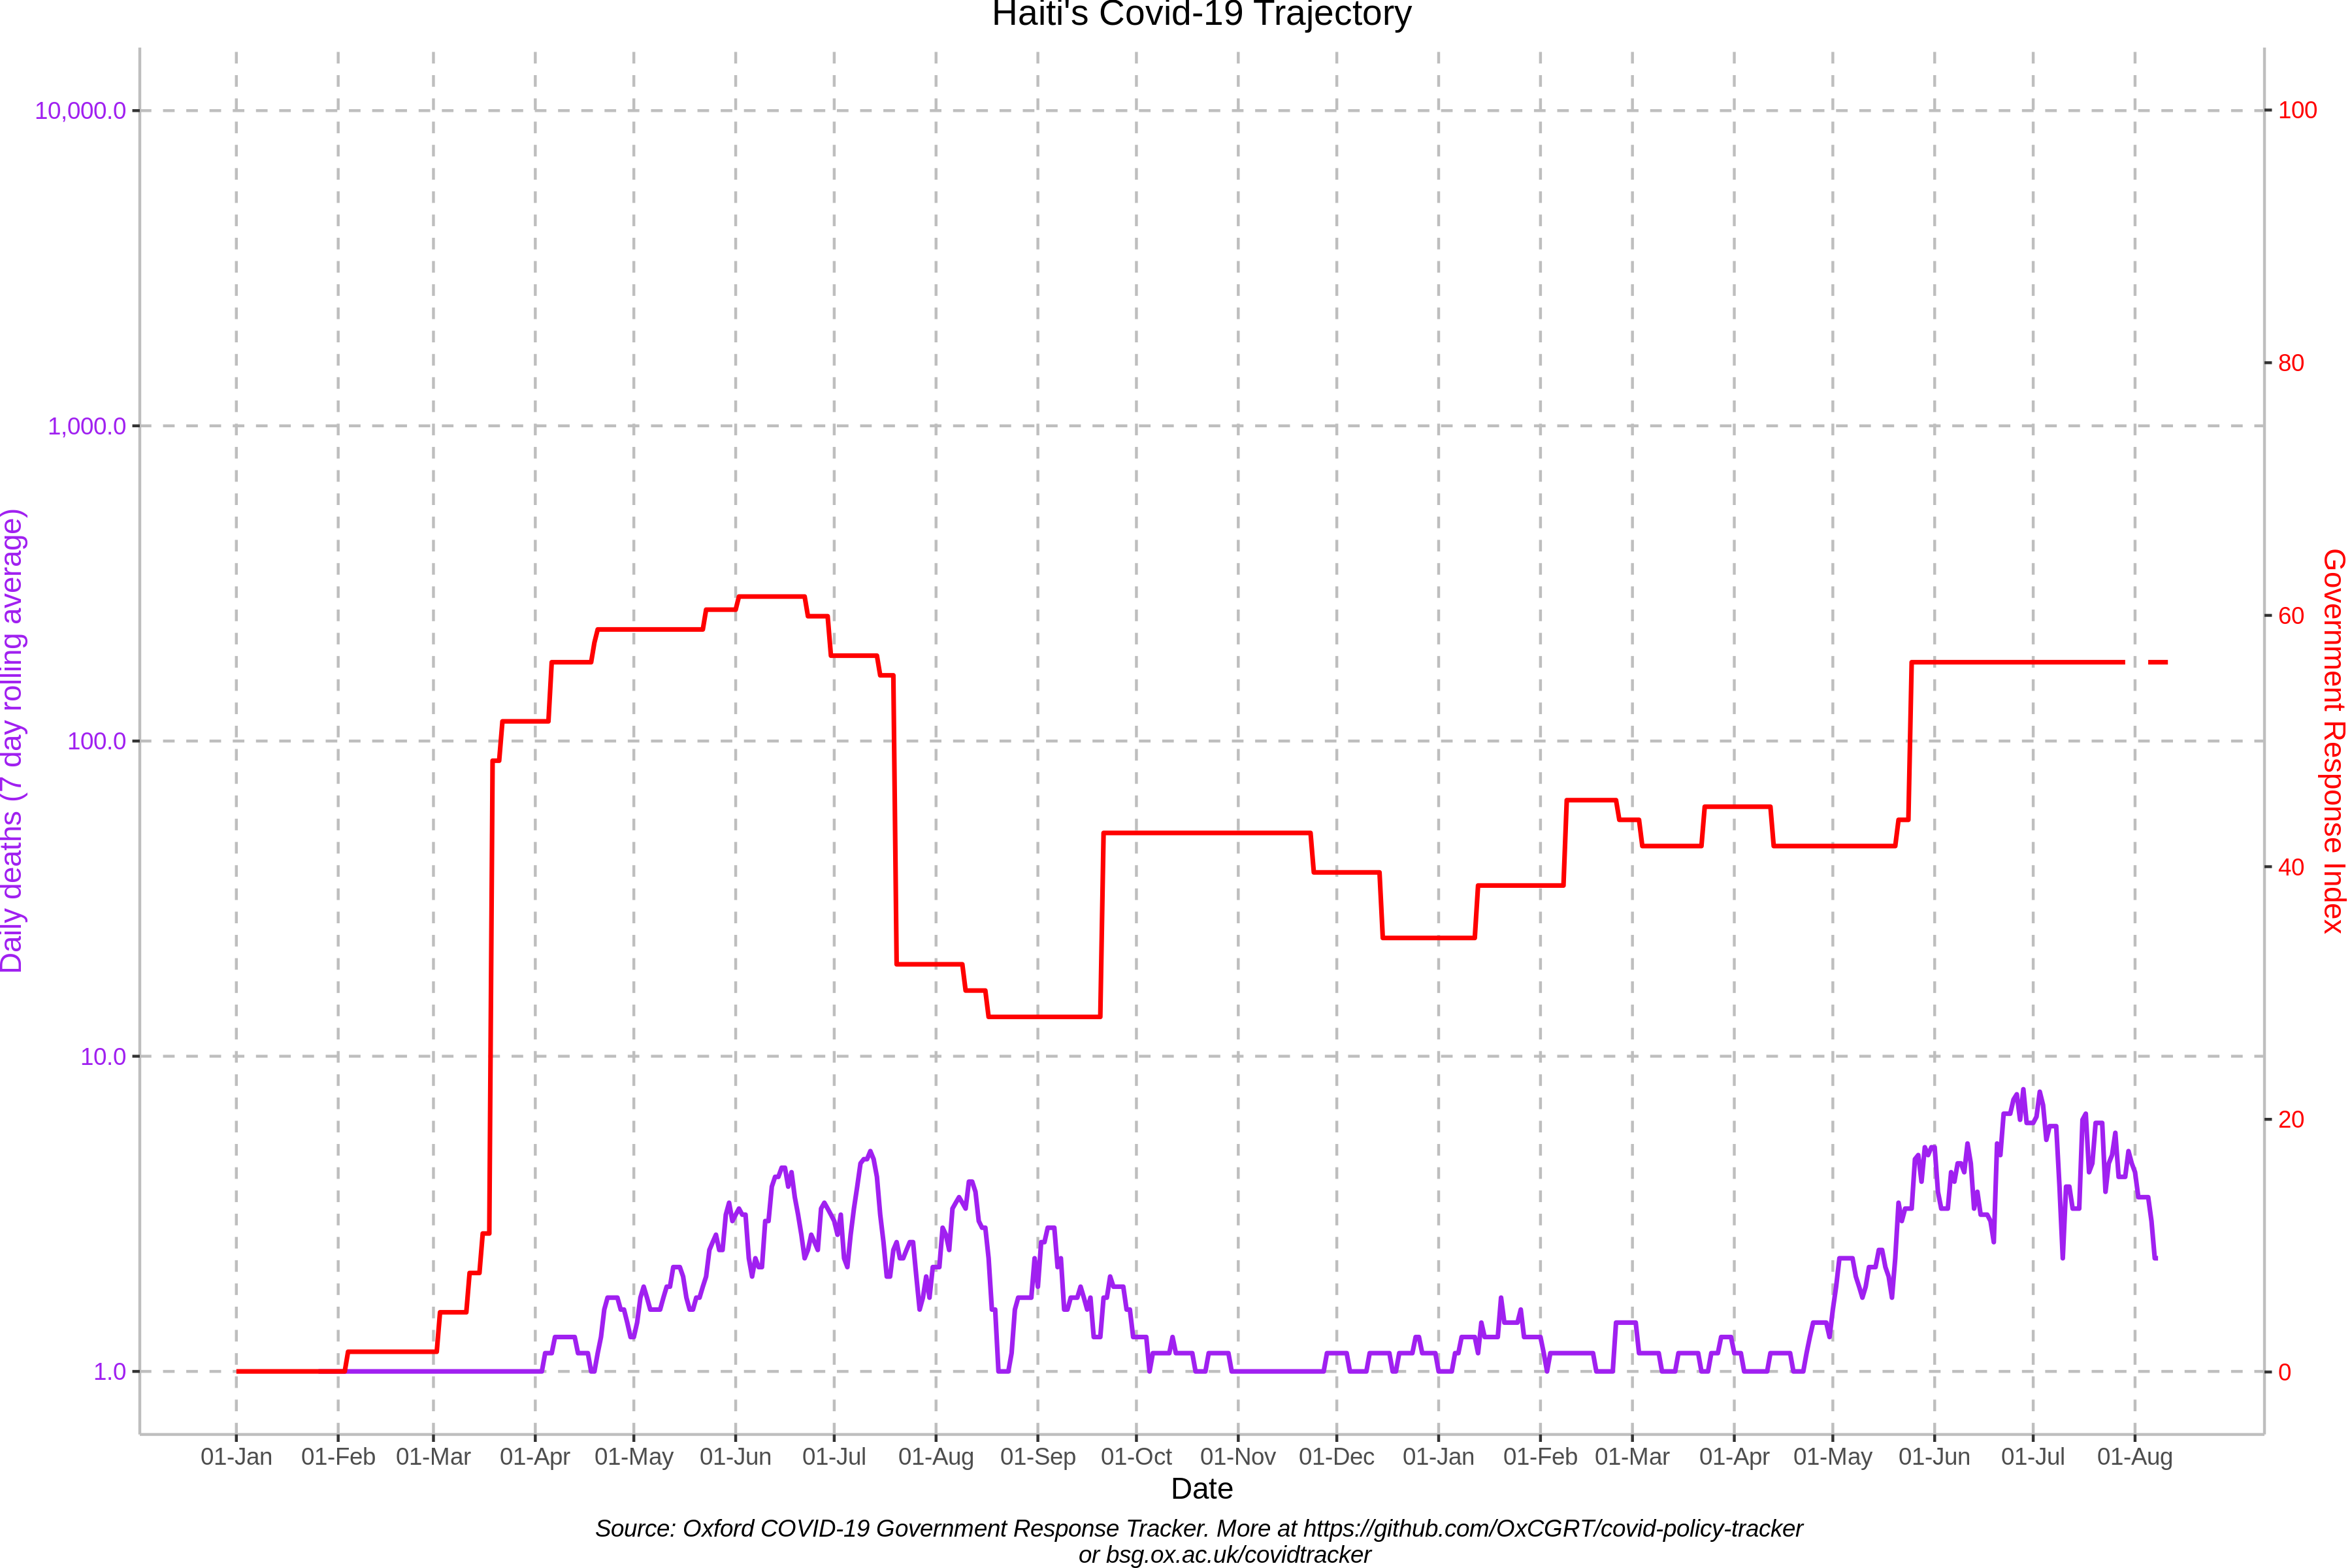 Haiti's Covid-19 Trajectory
10,000.0
1,000.0
100.0
10.0
1.0
Daily deaths (7 day rolling average)
100
80
60
40
20
0
Government Response Index
01-Jan 01-Feb 01-Mar 01-Apr 01-May 01-Jun 01-Jul 01-Aug 01-Sep 01-Oct 01-Nov 01-Dec 01-Jan 01-Feb 01-Mar 01-Apr 01-May 01-Jun 01-Jul 01-Aug
Date
Source: Oxford COVID-19 Government Response Tracker. More at https://github.com/OxCGRT/covid-policy-tracker
or bsg.ox.ac.uk/covidtracker